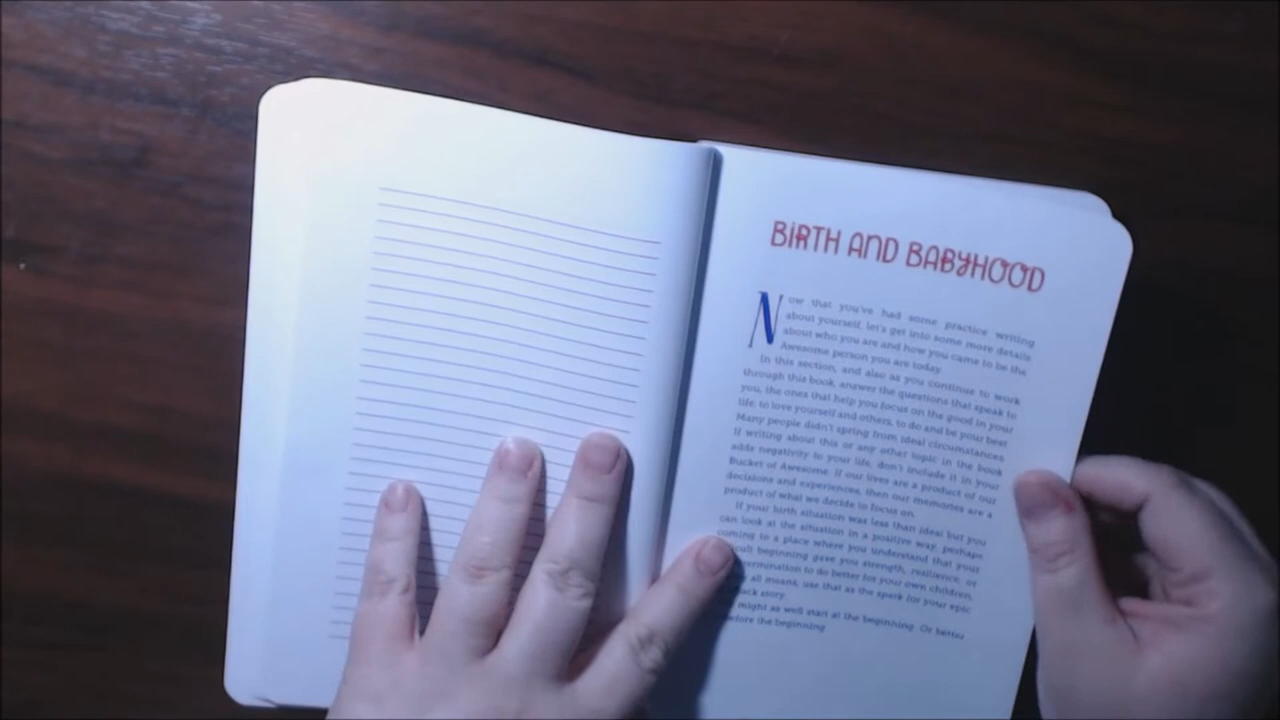 BIRTH AND BABYHOOD
Now that you've had some practice writing
about yourself, let's get into some more details
about who you are and how you came to be the
Awesome person you are today.
In this section, and also as you continue to work
through this book, answer the questions that speak to
you, the ones that help you focus on the good in your
life, to love yourself and others, to do and be your best.
Many people didn't spring from ideal circumstances.
If writing about this or any other topic in the book
adds negativity to your life, don't include it in your
Bucket of Awesome. If our lives are a product of our
decisions and experiences, then our memories are a
product of what we decide to focus on.
If your birth situation was less than ideal but you
can look at the situation in a positive way, perhaps
coming to a place where you understand that your
beginning gave you strength, resilience, or
termination to do better for your own children,
all means, use that as the spark for your epic
ack story.
might as well start at the beginning. Or better
efore the beginning